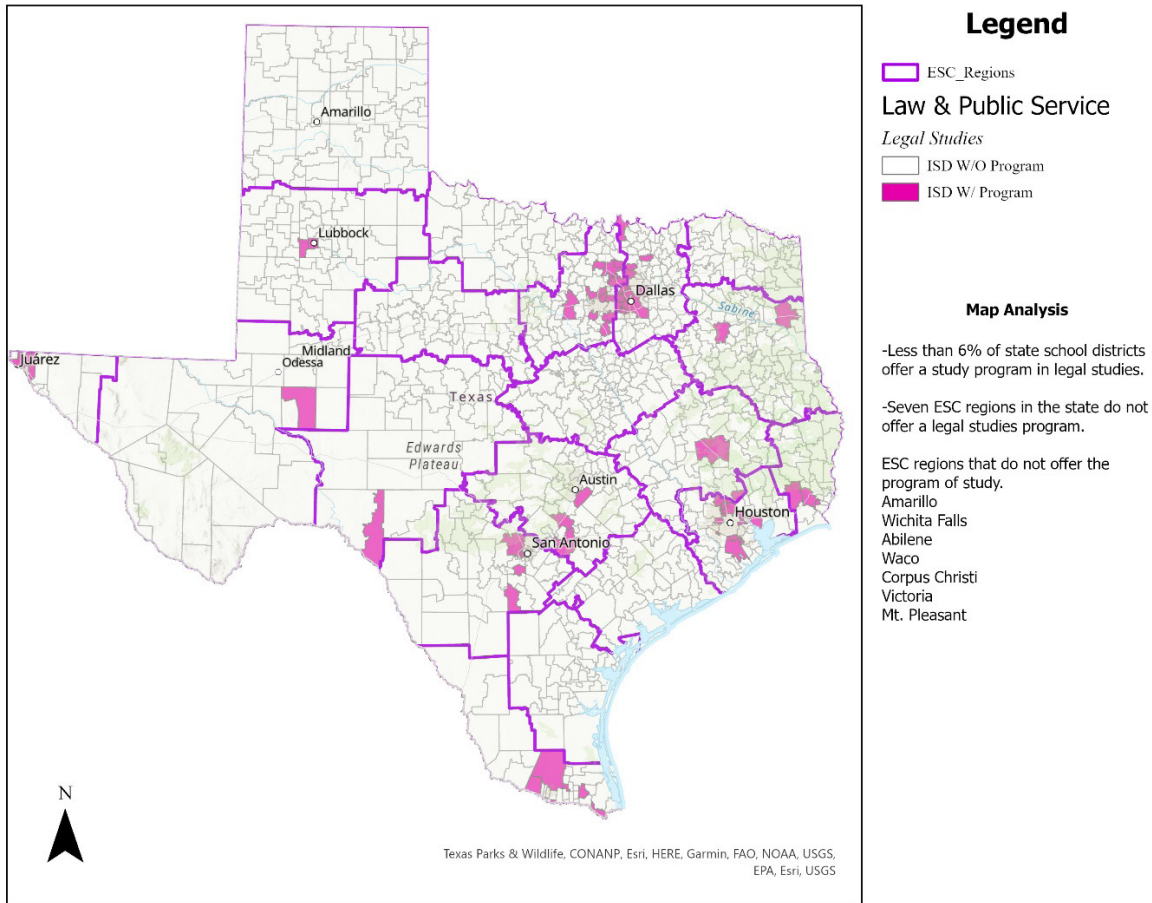 Amarillo
Lubbock
Dallas
Sabine
Juárez
Midland
Odessa
Texas
Edwards
Plateau
Austin
Houston
San Antonio
N
Texas Parks & Wildlife, CONANP, Esri, HERE, Garmin, FAO, NOAA, USGS,
EPA, Esri, USGS
Legend
ESC_Regions
Law & Public Service
Legal Studies
ISD W/O Program
ISD W/ Program
Map Analysis
-Less than 6% of state school districts
offer a study program in legal studies.
-Seven ESC regions in the state do not
offer a legal studies program.
ESC regions that do not offer the
program of study.
Amarillo
Wichita Falls
Abilene
Waco
Corpus Christi
Victoria
Mt. Pleasant